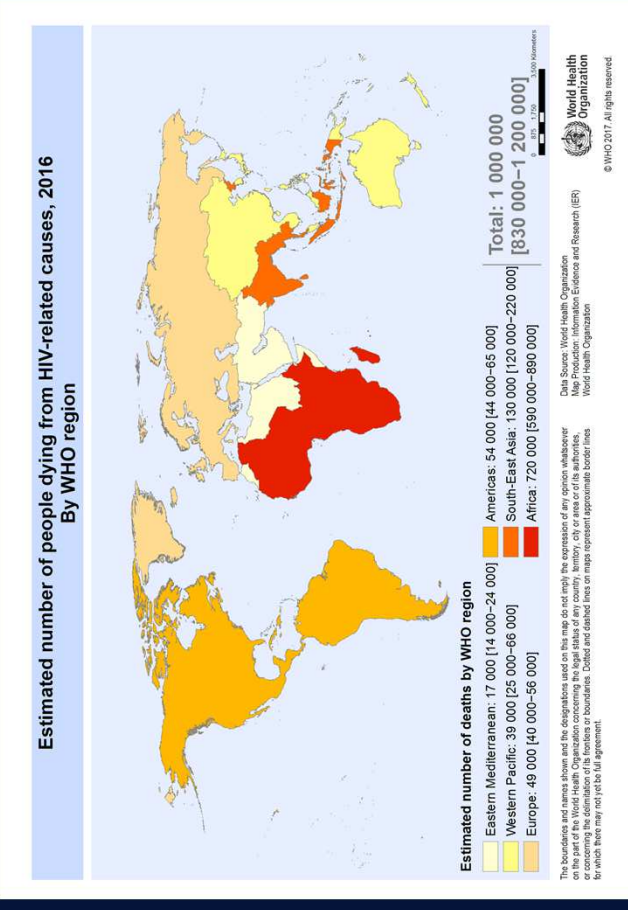 Estimated number of people dying from HIV-related causes, 2016
By WHO region
Estimated number of deaths by WHO region
Eastern Mediterranean: 17 000 [14 000–24 000]
Western Pacific: 39 000 [25 000–66 000]
Europe: 49 000 [40 000–56 000]
Americas: 54 000 [44 000–65 000]
South-East Asia: 130 000 [120 000–220 000]
Africa: 720 000 [590 000–890 000]
Total: 1 000 000
[830 000–1 200 000]
0 875 1,750 3,500 Kilometers
The boundaries and names shown and the designations used on this map do not imply the expression of any opinion whatsoever
on the part of the World Health Organization concerning the legal status of any country, territory, city or area or of its authorities,
or concerning the delimitation of its frontiers or boundaries. Dotted and dashed lines on maps represent approximate border lines
for which there may not yet be full agreement.
Data Source: World Health Organization
Map Production: Information Evidence and Research (IER)
World Health Organization
World Health
Organization
© WHO 2017. All rights reserved.